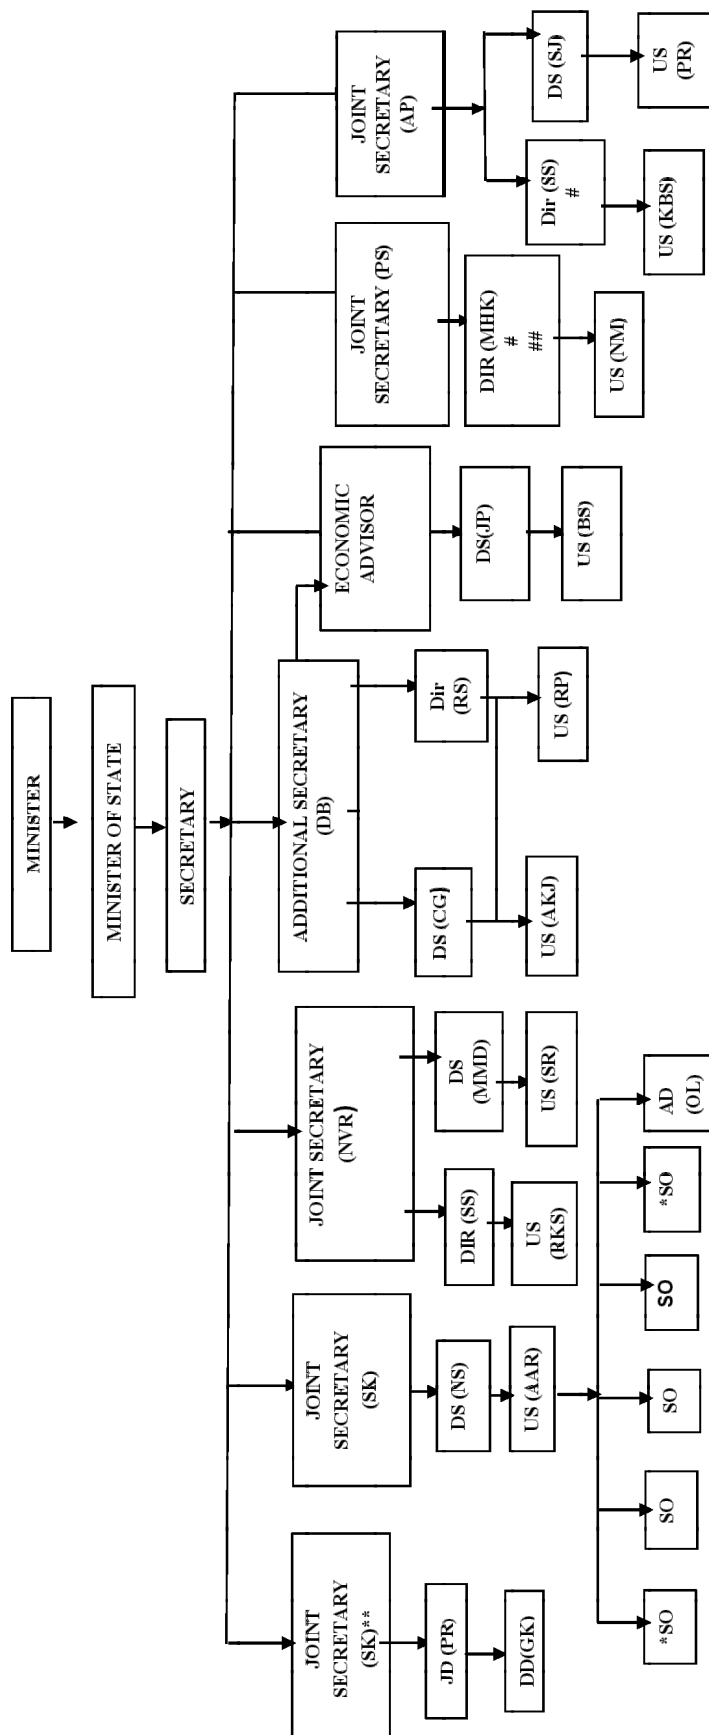 MINISTER
MINISTER OF STATE
SECRETARY
JOINT
SECRETARY
(SK)**
JD (PR)
DD(GK)
JOINT
SECRETARY
(SK)
DS (NS)
US (AAR)
*SO
SO
SO
SO
*SO
AD
(OL)
JOINT SECRETARY
(NVR)
DIR (SS)
US
(RKS)
DS
(MMD)
US (SR)
ADDITIONAL SECRETARY
(DB)
DS (CG)
US (AKJ)
Dir
(RS)
US (RP)
ECONOMIC
ADVISOR
DS(JP)
US (BS)
JOINT
SECRETARY (PS)
DIR (MHK)
#
##
US (NM)
JOINT
SECRETARY
(AP)
Dir (SS)
#
US (KBS)
DS (SJ)
US
(PR)